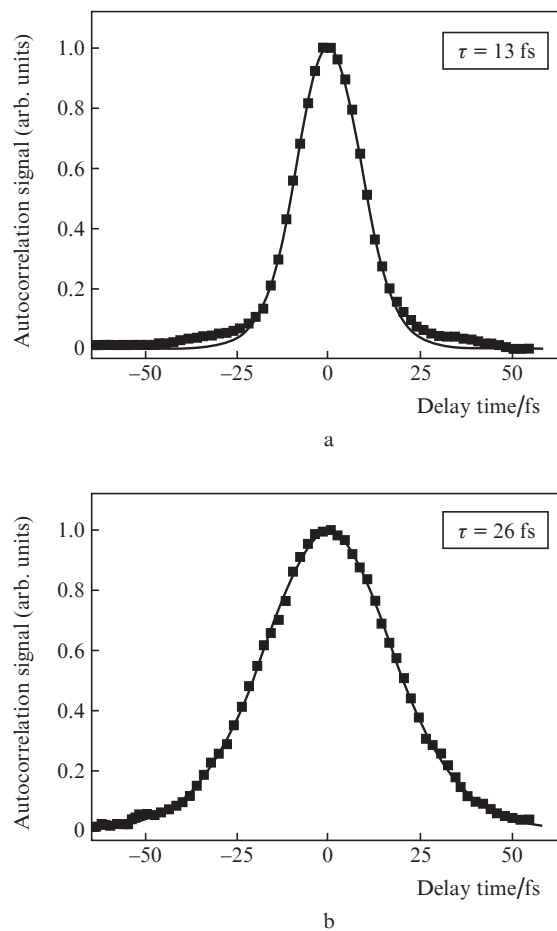 τ = 13 fs
Autocorrelation signal (arb. units)
1.0
0.8
0.6
0.4
0.2
0
–50
–25
0
25
50
Delay time/fs
a
τ = 26 fs
Autocorrelation signal (arb. units)
1.0
0.8
0.6
0.4
0.2
0
–50
–25
0
25
50
Delay time/fs
b